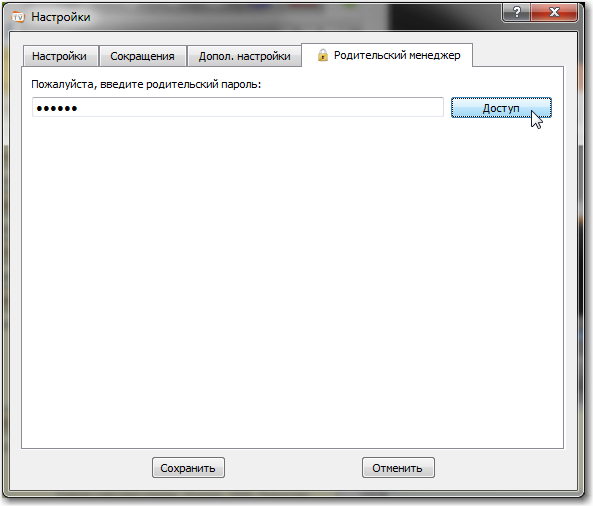 TV
Настройки
?
Настройки
Сокращения
Допол. настройки
Родительский менеджер
Пожалуйста, введите родительский пароль:
••••••
Доступ
Сохранить
Отменить